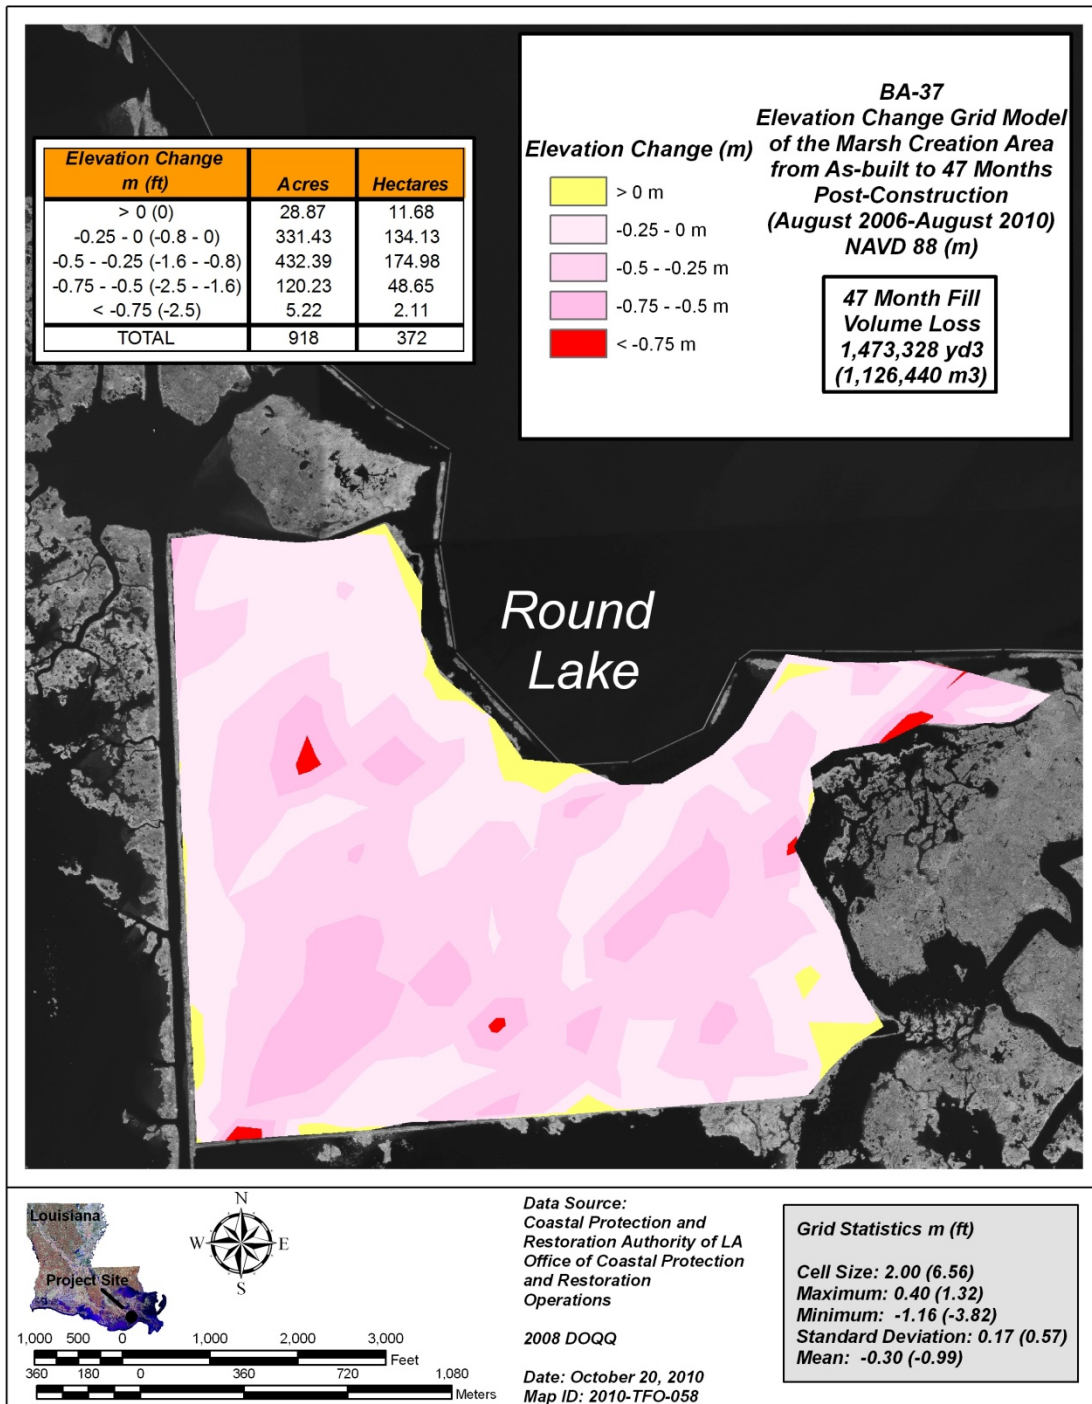 BA-37
Elevation Change Grid Model
of the Marsh Creation Area
from As-built to 47 Months
Post-Construction
(August 2006-August 2010)
NAVD 88 (m)
Elevation Change (m)
> 0 m
-0.25 - 0 m
-0.5 - -0.25 m
-0.75 - -0.5 m
< -0.75 m
47 Month Fill
Volume Loss
1,473,328 yd3
(1,126,440 m3)
Elevation Change
m (ft) Acres Hectares
> 0 (0) 28.87 11.68
-0.25 - 0 (-0.8 - 0) 331.43 134.13
-0.5 - -0.25 (-1.6 - -0.8) 432.39 174.98
-0.75 - -0.5 (-2.5 - -1.6) 120.23 48.65
< -0.75 (-2.5) 5.22 2.11
TOTAL 918 372
Round
Lake
Louisiana
Project Site
N
W E
S
1,000 500 0 1,000 2,000 3,000
Feet
360 180 0 360 720 1,080
Meters
Data Source:
Coastal Protection and
Restoration Authority of LA
Office of Coastal Protection
and Restoration
Operations
2008 DOQQ
Date: October 20, 2010
Map ID: 2010-TFO-058
Grid Statistics m (ft)
Cell Size: 2.00 (6.56)
Maximum: 0.40 (1.32)
Minimum: -1.16 (-3.82)
Standard Deviation: 0.17 (0.57)
Mean: -0.30 (-0.99)